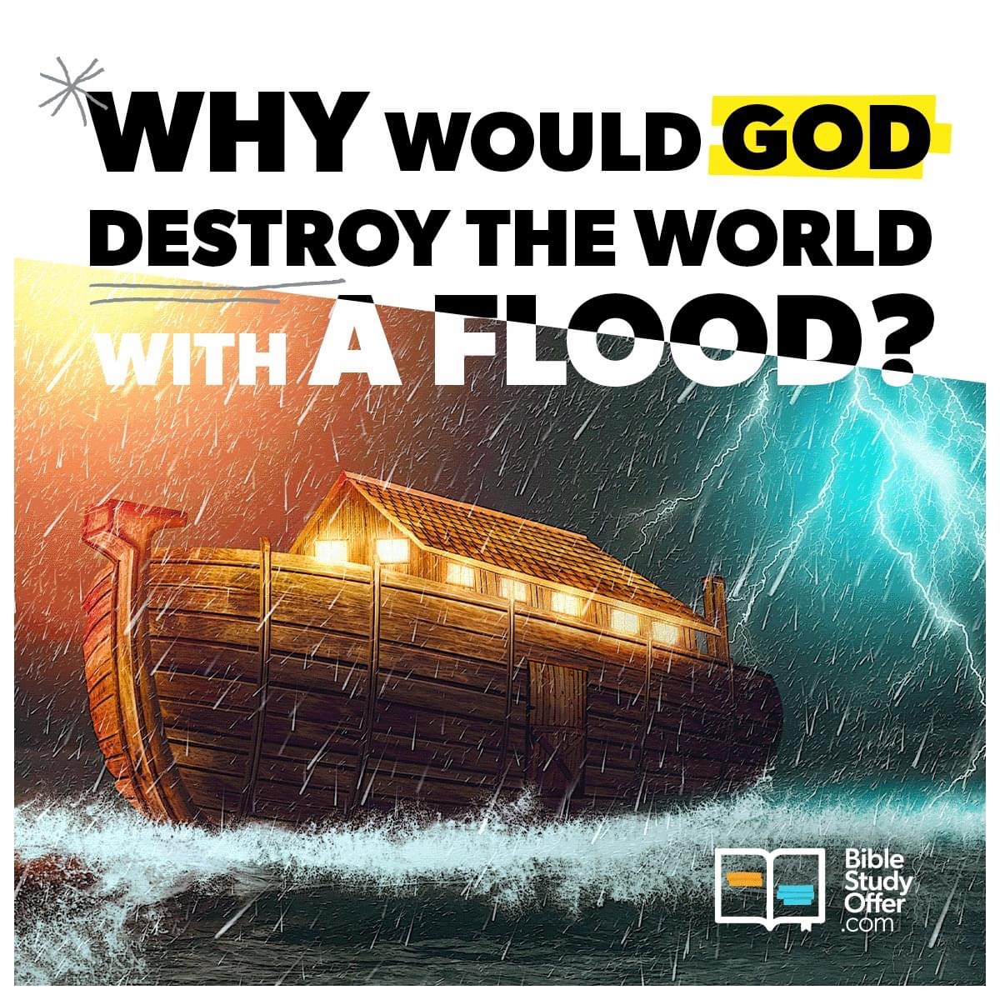 WHY WOULD GOD
DESTROY THE WORLD
WITH A FLOOD?
Bible
Study
Offer
.com